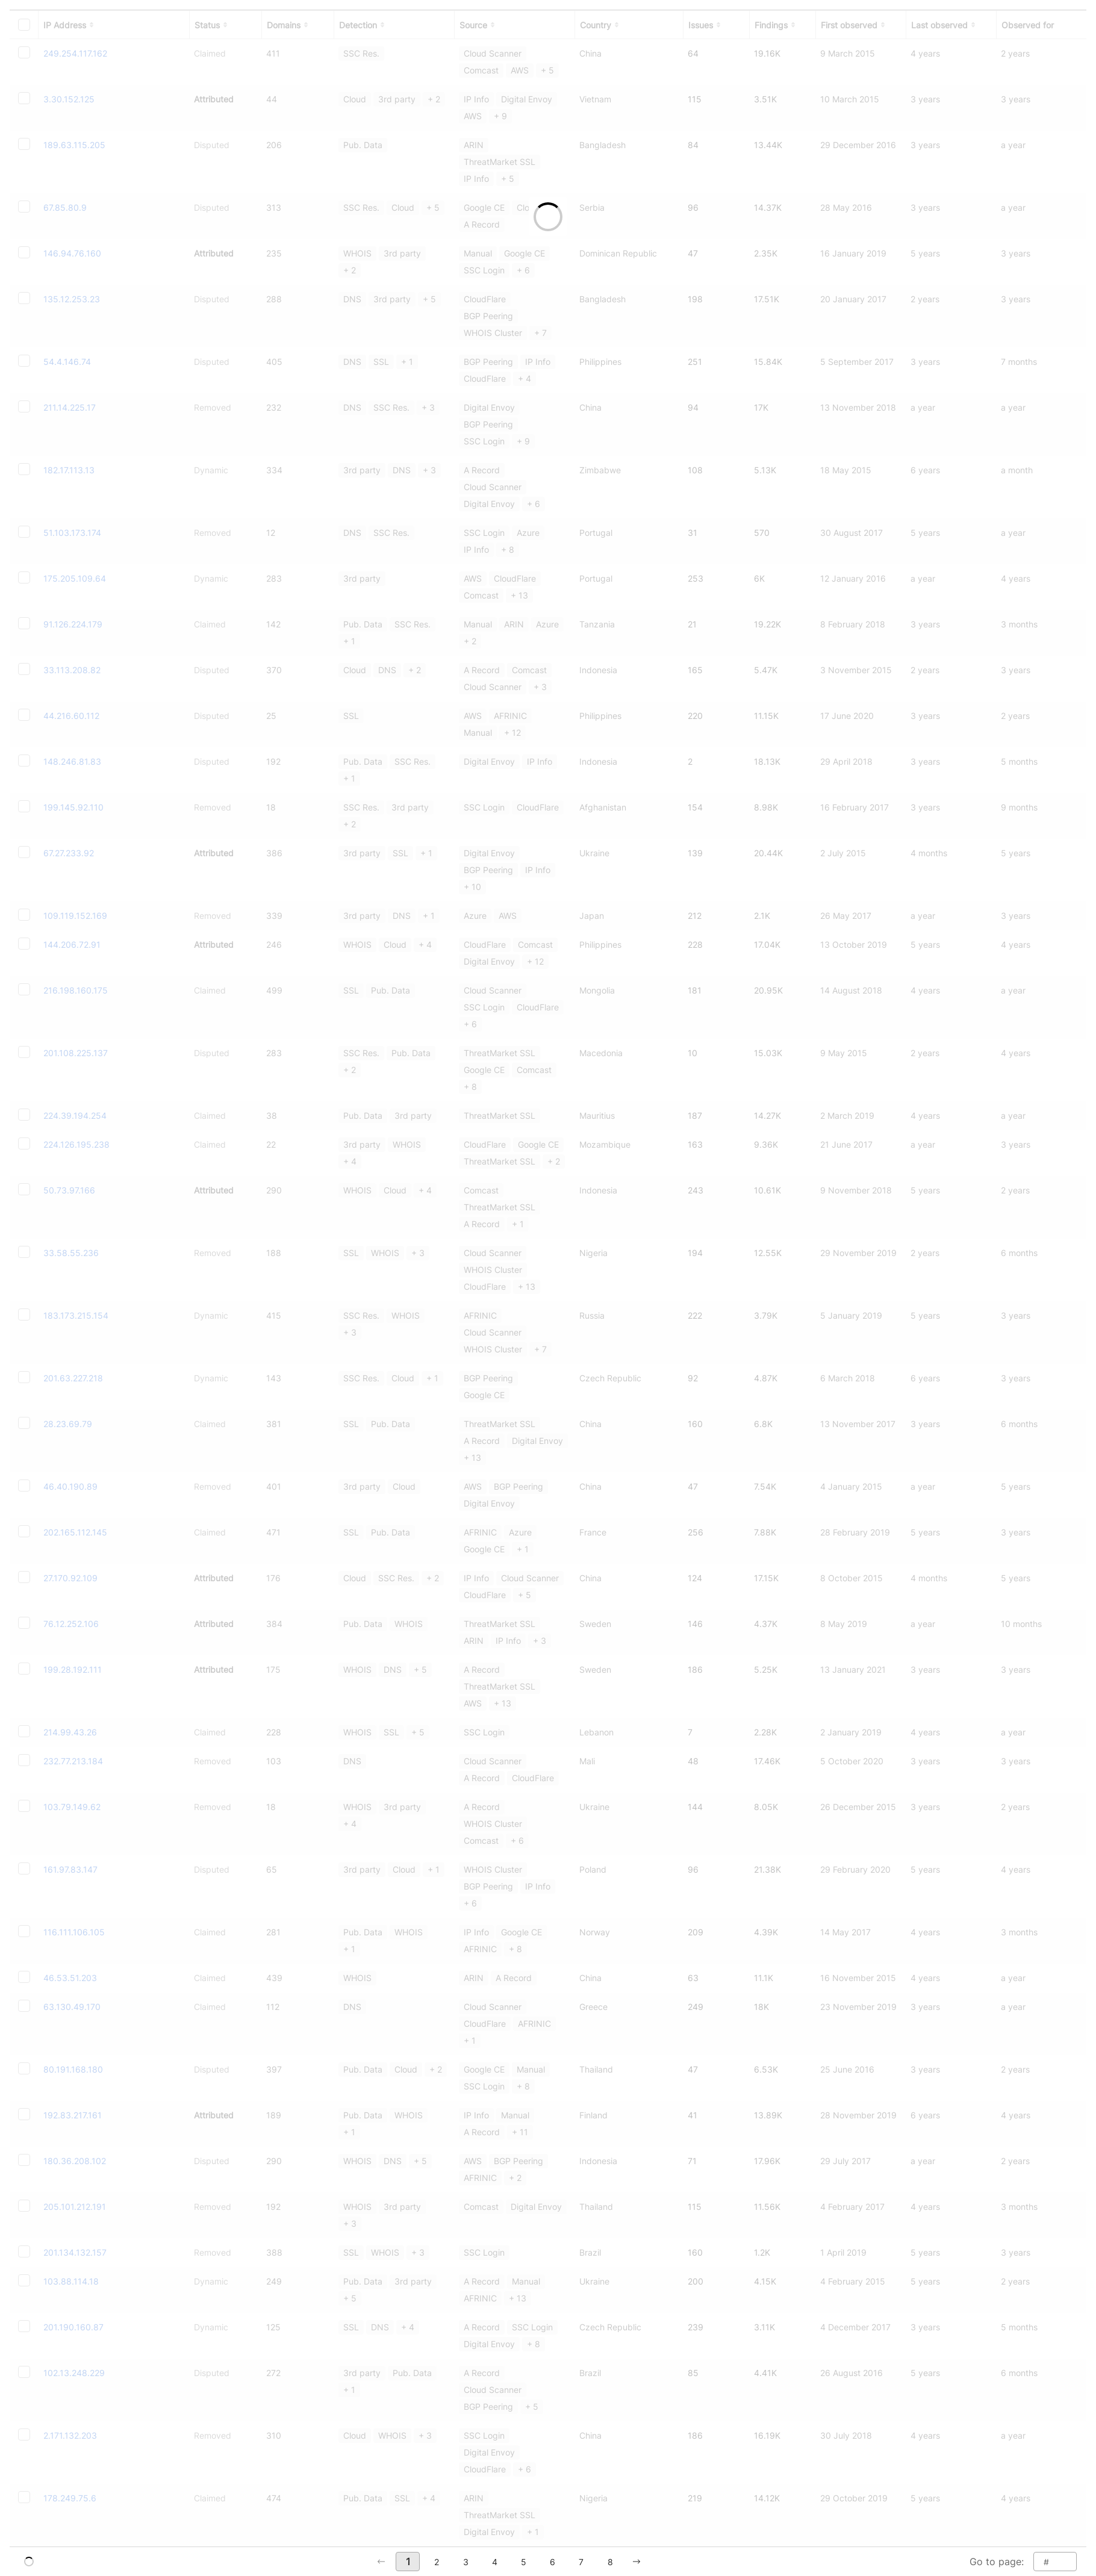 IP Address Status Domains Detection Source Country Issues Findings First observed Last observed Observed for
249.254.117.162 Claimed 411 SSC Res. Cloud Scanner China 64 19.16K 9 March 2015 4 years 2 years
Comcast AWS + 5
3.30.152.125 Attributed 44 Cloud 3rd party + 2 IP Info Digital Envoy Vietnam 115 3.51K 10 March 2015 3 years 3 years
AWS + 9
189.63.115.205 Disputed 206 Pub. Data ARIN Bangladesh 84 13.44K 29 December 2016 3 years a year
ThreatMarket SSL
IP Info + 5
67.85.80.9 Disputed 313 SSC Res. Cloud + 5 Google CE Clo Serbia 96 14.37K 28 May 2016 3 years a year
A Record
146.94.76.160 Attributed 235 WHOIS 3rd party Manual Google CE Dominican Republic 47 2.35K 16 January 2019 5 years 3 years
+ 2 SSC Login + 6
135.12.253.23 Disputed 288 DNS 3rd party + 5 CloudFlare Bangladesh 198 17.51K 20 January 2017 2 years 3 years
BGP Peering
WHOIS Cluster + 7
54.4.146.74 Disputed 405 DNS SSL + 1 BGP Peering IP Info Philippines 251 15.84K 5 September 2017 3 years 7 months
CloudFlare + 4
211.14.225.17 Removed 232 DNS SSC Res. + 3 Digital Envoy China 94 17K 13 November 2018 a year a year
BGP Peering
SSC Login + 9
182.17.113.13 Dynamic 334 3rd party DNS + 3 A Record Zimbabwe 108 5.13K 18 May 2015 6 years a month
Cloud Scanner
Digital Envoy + 6
51.103.173.174 Removed 12 DNS SSC Res. SSC Login Azure Portugal 31 570 30 August 2017 5 years a year
IP Info + 8
175.205.109.64 Dynamic 283 3rd party AWS CloudFlare Portugal 253 6K 12 January 2016 a year 4 years
Comcast + 13
91.126.224.179 Claimed 142 Pub. Data SSC Res. Manual ARIN Azure Tanzania 21 19.22K 8 February 2018 3 years 3 months
+ 1 + 2
33.113.208.82 Disputed 370 Cloud DNS + 2 A Record Comcast Indonesia 165 5.47K 3 November 2015 2 years 3 years
Cloud Scanner + 3
44.216.60.112 Disputed 25 SSL AWS AFRINIC Philippines 220 11.15K 17 June 2020 3 years 2 years
Manual + 12
148.246.81.83 Disputed 192 Pub. Data SSC Res. Digital Envoy IP Info Indonesia 2 18.13K 29 April 2018 3 years 5 months
+ 1
199.145.92.110 Removed 18 SSC Res. 3rd party SSC Login CloudFlare Afghanistan 154 8.98K 16 February 2017 3 years 9 months
+ 2
67.27.233.92 Attributed 386 3rd party SSL + 1 Digital Envoy Ukraine 139 20.44K 2 July 2015 4 months 5 years
BGP Peering IP Info
+ 10
109.119.152.169 Removed 339 3rd party DNS + 1 Azure AWS Japan 212 2.1K 26 May 2017 a year 3 years
144.206.72.91 Attributed 246 WHOIS Cloud + 4 CloudFlare Comcast Philippines 228 17.04K 13 October 2019 5 years 4 years
Digital Envoy + 12
216.198.160.175 Claimed 499 SSL Pub. Data Cloud Scanner Mongolia 181 20.95K 14 August 2018 4 years a year
SSC Login CloudFlare
+ 6
201.108.225.137 Disputed 283 SSC Res. Pub. Data ThreatMarket SSL Macedonia 10 15.03K 9 May 2015 2 years 4 years
+ 2 Google CE Comcast
+ 8
224.39.194.254 Claimed 38 Pub. Data 3rd party ThreatMarket SSL Mauritius 187 14.27K 2 March 2019 4 years a year
224.126.195.238 Claimed 22 3rd party WHOIS CloudFlare Google CE Mozambique 163 9.36K 21 June 2017 a year 3 years
+ 4 ThreatMarket SSL + 2
50.73.97.166 Attributed 290 WHOIS Cloud + 4 Comcast Indonesia 243 10.61K 9 November 2018 5 years 2 years
ThreatMarket SSL
A Record + 1
33.58.55.236 Removed 188 SSL WHOIS + 3 Cloud Scanner Nigeria 194 12.55K 29 November 2019 2 years 6 months
WHOIS Cluster
CloudFlare + 13
163.173.215.154 Dynamic 415 SSC Res. WHOIS AFRINIC Russia 222 3.79K 5 January 2019 5 years 3 years
+ 3 Cloud Scanner
WHOIS Cluster + 7
201.63.227.218 Dynamic 143 SSC Res. Cloud + 1 BGP Peering Czech Republic 92 4.87K 6 March 2018 6 years 3 years
Google CE
28.23.69.79 Claimed 381 SSL Pub. Data ThreatMarket SSL China 160 6.8K 13 November 2017 3 years 6 months
A Record Digital Envoy
+ 13
46.40.190.89 Removed 401 3rd party Cloud AWS BGP Peering China 47 7.54K 4 January 2015 a year 5 years
Digital Envoy
202.165.112.145 Claimed 471 SSL Pub. Data AFRINIC Azure France 256 7.88K 28 February 2019 5 years 3 years
Google CE + 1
27.170.92.109 Attributed 176 Cloud SSC Res. + 2 IP Info Cloud Scanner China 124 17.15K 8 October 2015 4 months 5 years
CloudFlare + 5
76.12.252.106 Attributed 384 Pub. Data WHOIS ThreatMarket SSL Sweden 146 4.37K 8 May 2019 a year 10 months
ARIN IP Info + 3
199.28.192.111 Attributed 175 WHOIS DNS + 5 A Record Sweden 186 5.25K 13 January 2021 3 years 3 years
ThreatMarket SSL
AWS + 13
214.99.43.26 Claimed 228 WHOIS SSL + 5 SSC Login Lebanon 7 2.28K 2 January 2019 4 years a year
232.77.213.184 Removed 103 DNS Cloud Scanner Mali 48 17.46K 5 October 2020 3 years 3 years
A Record CloudFlare
103.79.149.62 Removed 18 WHOIS 3rd party A Record Ukraine 144 8.05K 26 December 2015 3 years 2 years
+ 4 WHOIS Cluster
Comcast + 6
161.97.83.147 Disputed 65 3rd party Cloud + 1 WHOIS Cluster Poland 96 21.38K 29 February 2020 5 years 4 years
BGP Peering IP Info
+ 6
116.111.106.105 Claimed 281 Pub. Data WHOIS IP Info Google CE Norway 209 4.39K 14 May 2017 4 years 3 months
+ 1 AFRINIC + 8
46.53.51.203 Claimed 439 WHOIS ARIN A Record China 63 11.1K 16 November 2015 4 years a year
63.130.49.170 Claimed 112 DNS Cloud Scanner Greece 249 18K 23 November 2019 3 years a year
CloudFlare AFRINIC
+ 1
80.191.168.180 Disputed 397 Pub. Data Cloud + 2 Google CE Manual Thailand 47 6.53K 25 June 2016 3 years 2 years
SSC Login + 8
192.83.217.161 Attributed 189 Pub. Data WHOIS IP Info Manual Finland 41 13.89K 28 November 2019 6 years 4 years
+ 1 A Record + 11
180.36.208.102 Disputed 290 WHOIS DNS + 5 AWS BGP Peering Indonesia 71 17.96K 29 July 2017 a year 2 years
AFRINIC + 2
205.101.212.191 Removed 192 WHOIS 3rd party Comcast Digital Envoy Thailand 115 11.56K 4 February 2017 4 years 3 months
+ 3
201.134.132.157 Removed 388 SSL WHOIS + 3 SSC Login Brazil 160 1.2K 1 April 2019 5 years 3 years
103.88.114.16 Dynamic 249 Pub. Data 3rd party A Record Manual Ukraine 200 4.15K 4 February 2015 5 years 2 years
+ 5 AFRINIC + 13
201.190.160.87 Dynamic 125 SSL DNS + 4 A Record SSC Login Czech Republic 239 3.11K 4 December 2017 3 years 5 months
Digital Envoy + 8
102.13.248.229 Disputed 272 3rd party Pub. Data A Record Brazil 85 4.41K 26 August 2016 5 years 6 months
+ 1 Cloud Scanner
BGP Peering + 5
2.171.132.203 Removed 310 Cloud WHOIS + 3 SSC Login China 186 16.19K 30 July 2018 4 years a year
Digital Envoy
CloudFlare + 6
178.249.75.6 Claimed 474 Pub. Data SSL + 4 ARIN Nigeria 219 14.12K 29 October 2019 5 years 4 years
ThreatMarket SSL
Digital Envoy + 1
← 1 2 3 4 5 6 7 8 → Go to page: #